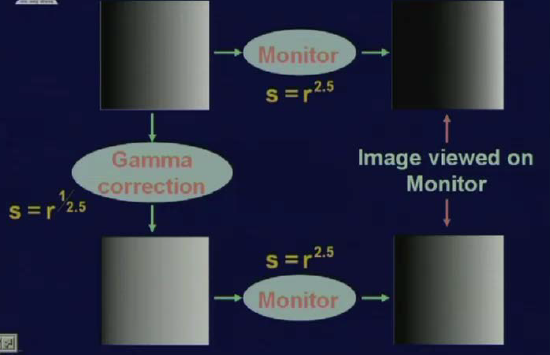 Monitor
s = r^2.5
Gamma
correction
s = r^1/2.5
Image viewed on
Monitor
s = r^2.5
Monitor